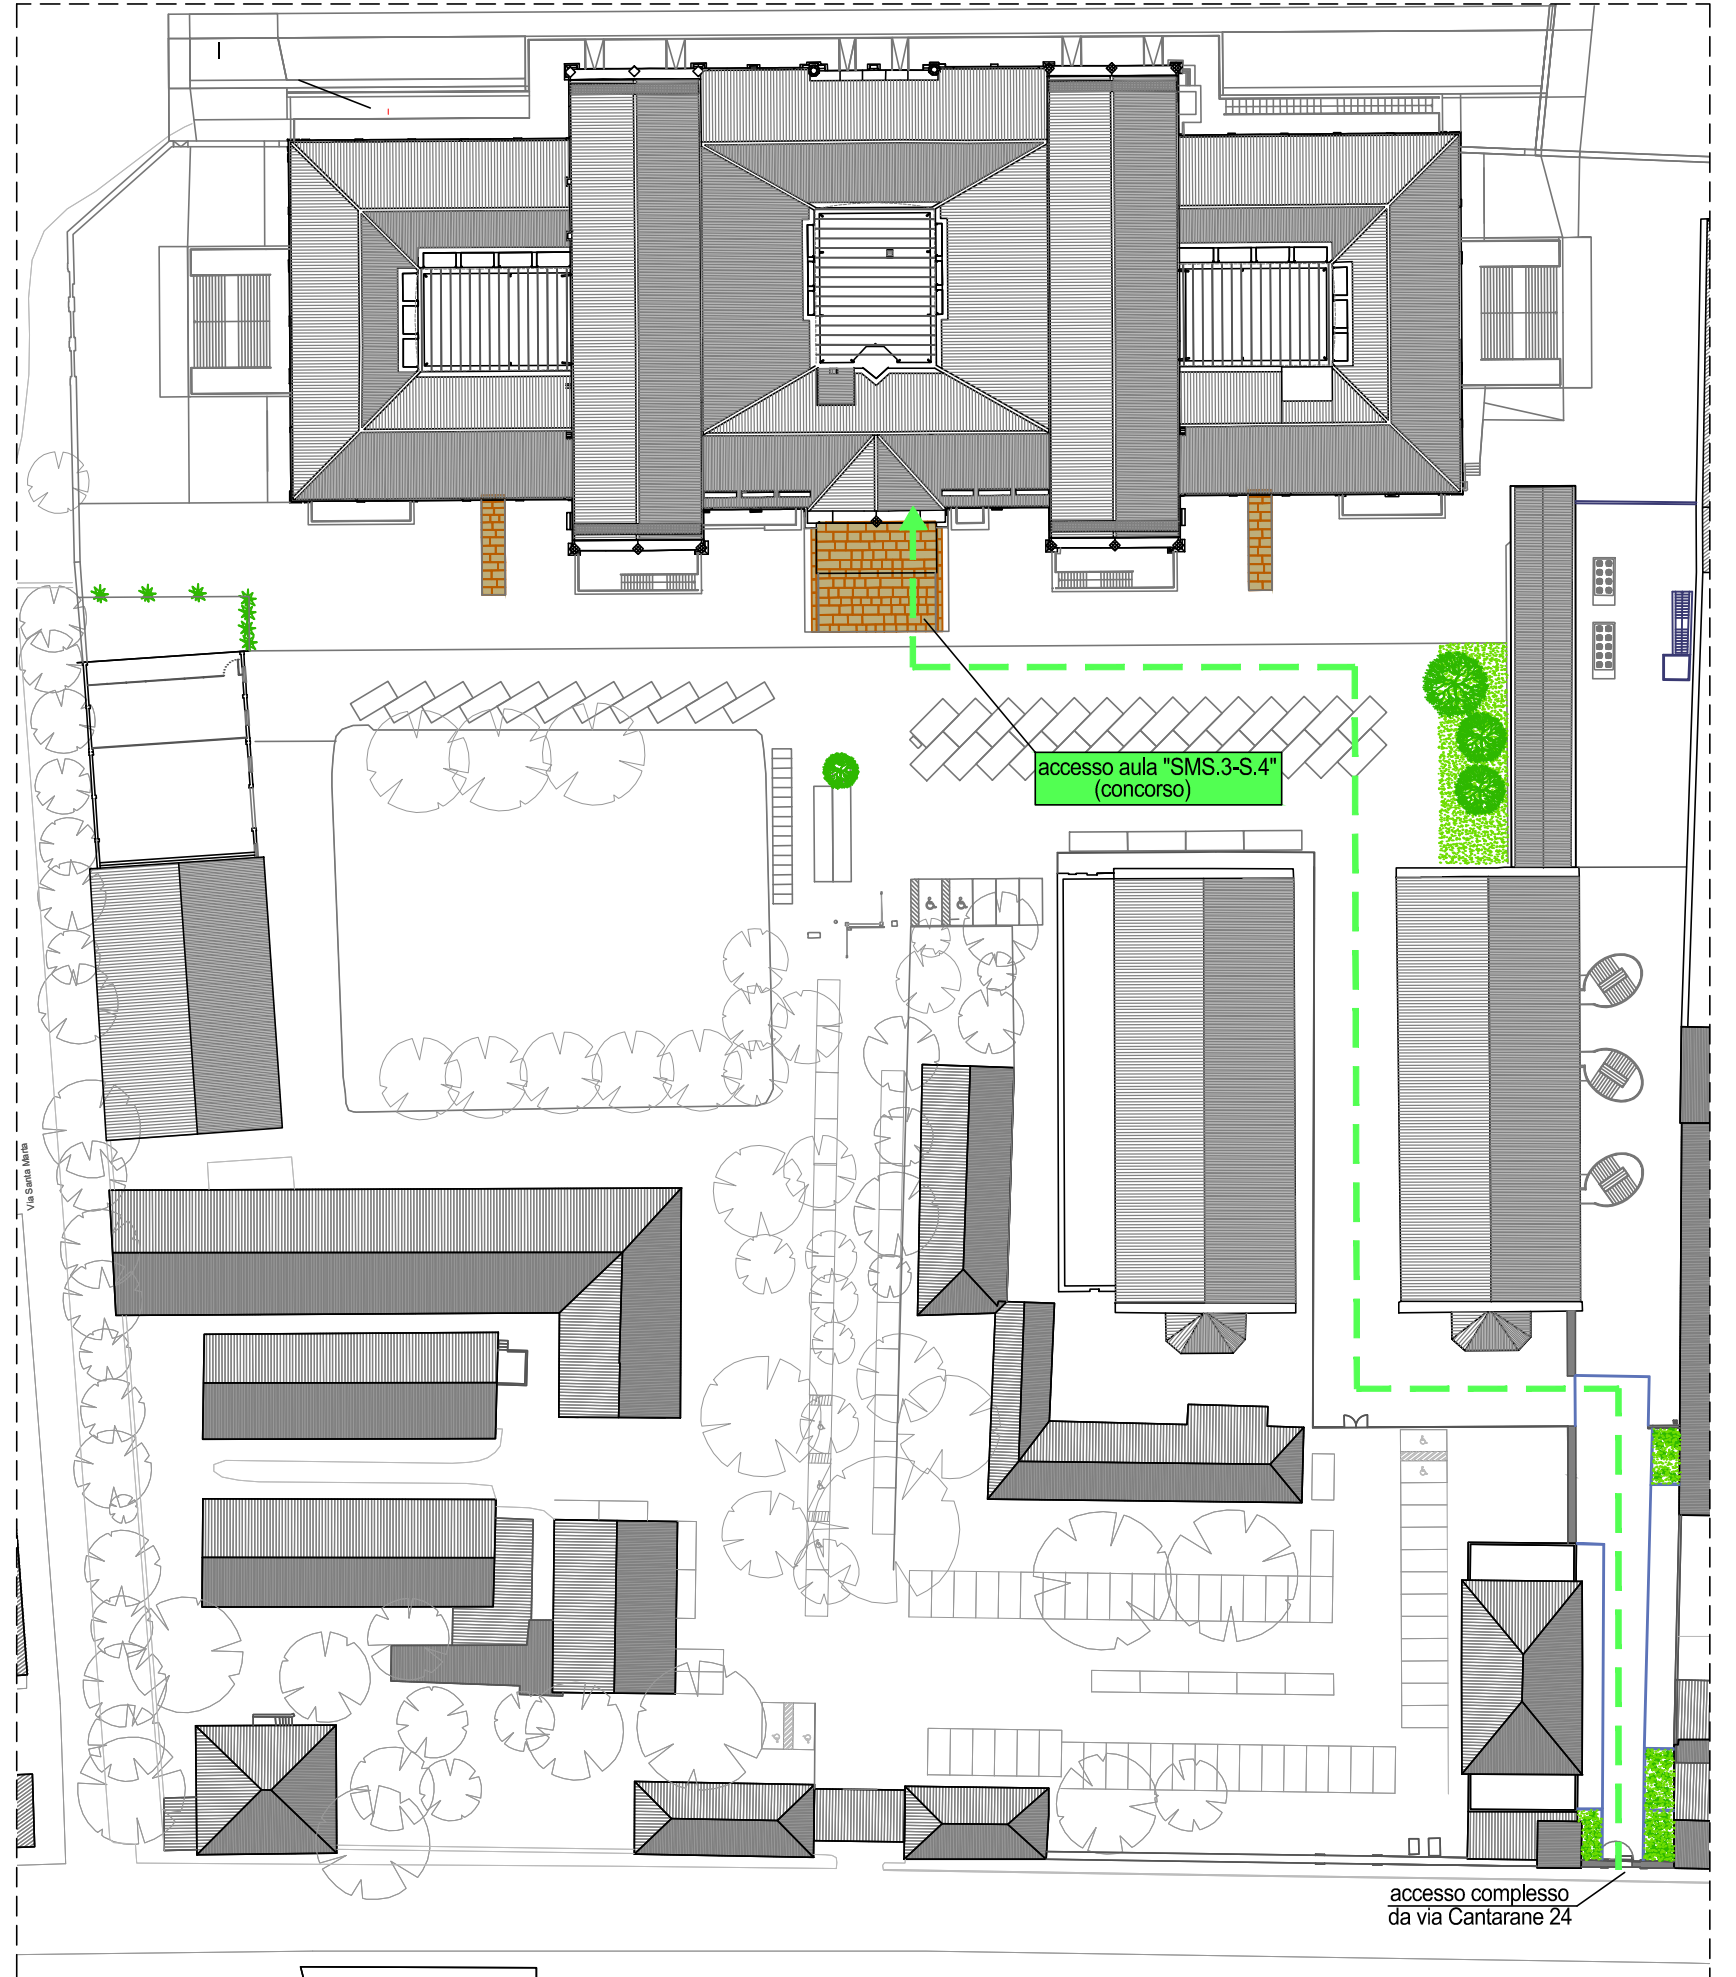 accesso aula "SMS.3-S.4"
(concorso)
Via Santa Marta
accesso complesso
da via Cantarane 24